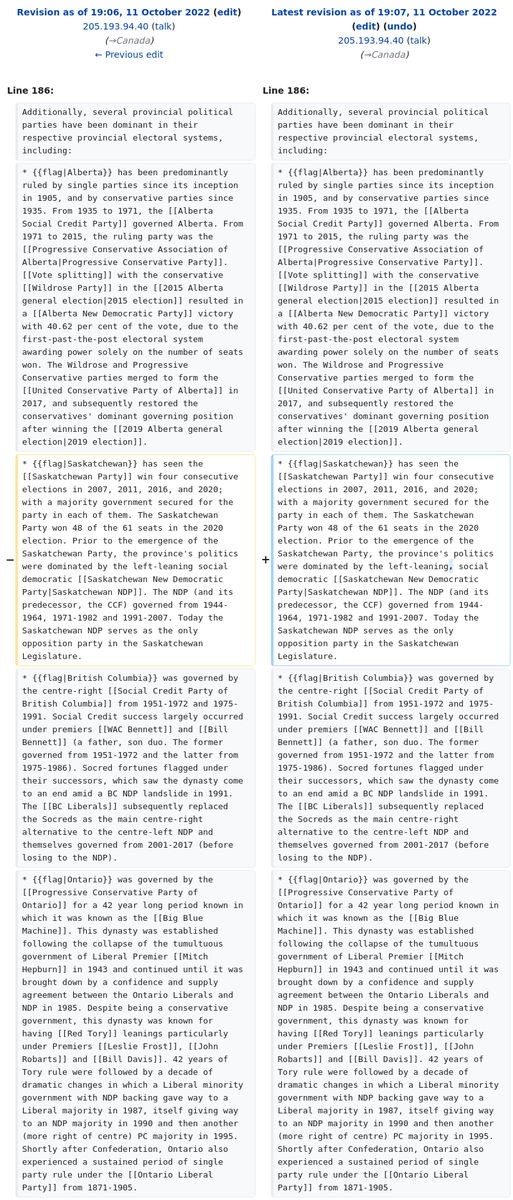 Revision as of 19:06, 11 October 2022 (edit)
205.193.94.40 (talk)
(→Canada)
← Previous edit
Latest revision as of 19:07, 11 October 2022
(edit) (undo)
205.193.94.40 (talk)
(→Canada)
Line 186:
Additionally, several provincial political
parties have been dominant in their
respective provincial electoral systems,
including:
* {{flag|Alberta}} has been predominantly
ruled by single parties since its inception
in 1905, and by conservative parties since
1935. From 1935 to 1971, the [[Alberta
Social Credit Party]] governed Alberta. From
1971 to 2015, the ruling party was the
[[Progressive Conservative Association of
Alberta|Progressive Conservative Party]].
[[Vote splitting]] with the conservative
[[Wildrose Party]] in the [[2015 Alberta
general election|2015 election]] resulted in
a [[Alberta New Democratic Party]] victory
with 40.62 per cent of the vote, due to the
first-past-the-post electoral system
awarding power solely on the number of seats
won. The Wildrose and Progressive
Conservative parties merged to form the
[[United Conservative Party of Alberta]] in
2017, and subsequently restored the
conservatives' dominant governing position
after winning the [[2019 Alberta general
election|2019 election]].
−
* {{flag|Saskatchewan}} has seen the
[[Saskatchewan Party]] win four consecutive
elections in 2007, 2011, 2016, and 2020;
with a majority government secured for the
party in each of them. The Saskatchewan
Party won 48 of the 61 seats in the 2020
election. Prior to the emergence of the
Saskatchewan Party, the province's politics
were dominated by the left-leaning social
democratic [[Saskatchewan New Democratic
Party|Saskatchewan NDP]]. The NDP (and its
predecessor, the CCF) governed from 1944-
1964, 1971-1982 and 1991-2007. Today the
Saskatchewan NDP serves as the only
opposition party in the Saskatchewan
Legislature.
* {{flag|British Columbia}} was governed by
the centre-right [[Social Credit Party of
British Columbia]] from 1951-1972 and 1975-
1991. Social Credit success largely occurred
under premiers [[WAC Bennett]] and [[Bill
Bennett]] (a father, son duo. The former
governed from 1951-1972 and the latter from
1975-1986). Socred fortunes flagged under
their successors, which saw the dynasty come
to an end amid a BC NDP landslide in 1991.
The [[BC Liberals]] subsequently replaced
the Socreds as the main centre-right
alternative to the centre-left NDP and
themselves governed from 2001-2017 (before
losing to the NDP).
* {{flag|Ontario}} was governed by the
[[Progressive Conservative Party of
Ontario]] for a 42 year long period known in
which it was known as the [[Big Blue
Machine]]. This dynasty was established
following the collapse of the tumultuous
government of Liberal Premier [[Mitch
Hepburn]] in 1943 and continued until it was
brought down by a confidence and supply
agreement between the Ontario Liberals and
NDP in 1985. Despite being a conservative
government, this dynasty was known for
having [[Red Tory]] leanings particularly
under Premiers [[Leslie Frost]], [[John
Robarts]] and [[Bill Davis]]. 42 years of
Tory rule were followed by a decade of
dramatic changes in which a Liberal minority
government with NDP backing gave way to a
Liberal majority in 1987, itself giving way
to an NDP majority in 1990 and then another
(more right of centre) PC majority in 1995.
Shortly after Confederation, Ontario also
experienced a sustained period of single
party rule under the [[Ontario Liberal
Party]] from 1871-1905.
Line 186:
Additionally, several provincial political
parties have been dominant in their
respective provincial electoral systems,
including:
* {{flag|Alberta}} has been predominantly
ruled by single parties since its inception
in 1905, and by conservative parties since
1935. From 1935 to 1971, the [[Alberta
Social Credit Party]] governed Alberta. From
1971 to 2015, the ruling party was the
[[Progressive Conservative Association of
Alberta|Progressive Conservative Party]].
[[Vote splitting]] with the conservative
[[Wildrose Party]] in the [[2015 Alberta
general election|2015 election]] resulted in
a [[Alberta New Democratic Party]] victory
with 40.62 per cent of the vote, due to the
first-past-the-post electoral system
awarding power solely on the number of seats
won. The Wildrose and Progressive
Conservative parties merged to form the
[[United Conservative Party of Alberta]] in
2017, and subsequently restored the
conservatives' dominant governing position
after winning the [[2019 Alberta general
election|2019 election]].
+
* {{flag|Saskatchewan}} has seen the
[[Saskatchewan Party]] win four consecutive
elections in 2007, 2011, 2016, and 2020;
with a majority government secured for the
party in each of them. The Saskatchewan
Party won 48 of the 61 seats in the 2020
election. Prior to the emergence of the
Saskatchewan Party, the province's politics
were dominated by the left-leaning, social
democratic [[Saskatchewan New Democratic
Party|Saskatchewan NDP]]. The NDP (and its
predecessor, the CCF) governed from 1944-
1964, 1971-1982 and 1991-2007. Today the
Saskatchewan NDP serves as the only
opposition party in the Saskatchewan
Legislature.
* {{flag|British Columbia}} was governed by
the centre-right [[Social Credit Party of
British Columbia]] from 1951-1972 and 1975-
1991. Social Credit success largely occurred
under premiers [[WAC Bennett]] and [[Bill
Bennett]] (a father, son duo. The former
governed from 1951-1972 and the latter from
1975-1986). Socred fortunes flagged under
their successors, which saw the dynasty come
to an end amid a BC NDP landslide in 1991.
The [[BC Liberals]] subsequently replaced
the Socreds as the main centre-right
alternative to the centre-left NDP and
themselves governed from 2001-2017 (before
losing to the NDP).
* {{flag|Ontario}} was governed by the
[[Progressive Conservative Party of
Ontario]] for a 42 year long period known in
which it was known as the [[Big Blue
Machine]]. This dynasty was established
following the collapse of the tumultuous
government of Liberal Premier [[Mitch
Hepburn]] in 1943 and continued until it was
brought down by a confidence and supply
agreement between the Ontario Liberals and
NDP in 1985. Despite being a conservative
government, this dynasty was known for
having [[Red Tory]] leanings particularly
under Premiers [[Leslie Frost]], [[John
Robarts]] and [[Bill Davis]]. 42 years of
Tory rule were followed by a decade of
dramatic changes in which a Liberal minority
government with NDP backing gave way to a
Liberal majority in 1987, itself giving way
to an NDP majority in 1990 and then another
(more right of centre) PC majority in 1995.
Shortly after Confederation, Ontario also
experienced a sustained period of single
party rule under the [[Ontario Liberal
Party]] from 1871-1905.